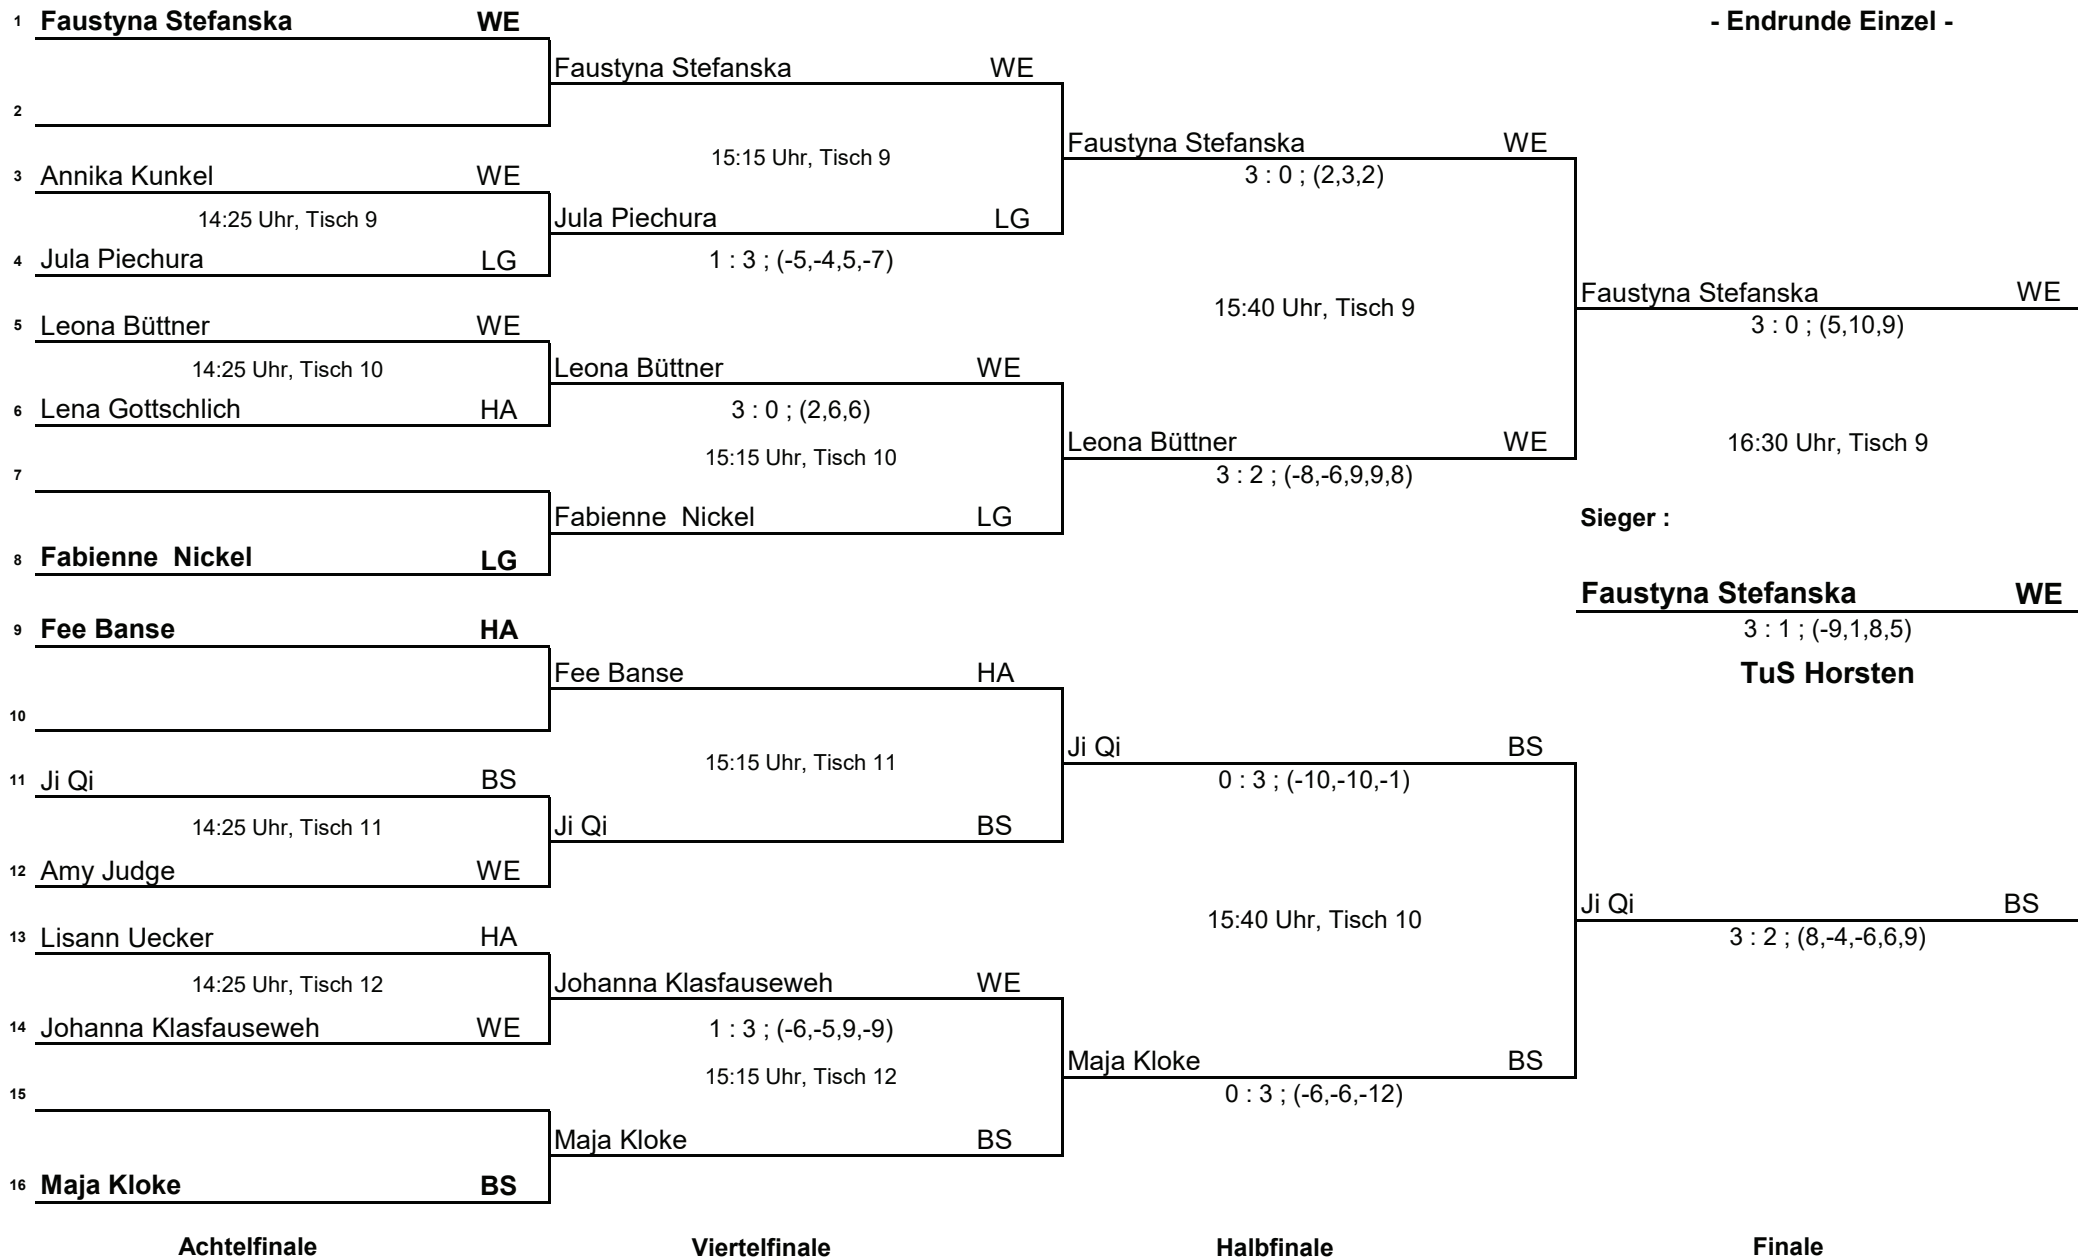 1 Faustyna Stefanska WE
- Endrunde Einzel -
Faustyna Stefanska WE
2
Faustyna Stefanska WE
15:15 Uhr, Tisch 9
3 Annika Kunkel WE
3 : 0 ; (2,3,2)
14:25 Uhr, Tisch 9
Jula Piechura LG
4 Jula Piechura LG
1 : 3 ; (-5,-4,5,-7)
Faustyna Stefanska WE
15:40 Uhr, Tisch 9
5 Leona Büttner WE
3 : 0 ; (5,10,9)
14:25 Uhr, Tisch 10
Leona Büttner WE
6 Lena Gottschlich HA
3 : 0 ; (2,6,6)
Leona Büttner WE
16:30 Uhr, Tisch 9
15:15 Uhr, Tisch 10
7
3 : 2 ; (-8,-6,9,9,8)
Fabienne  Nickel LG
Sieger :
8 Fabienne  Nickel LG
Faustyna Stefanska WE
9 Fee Banse HA
3 : 1 ; (-9,1,8,5)
Fee Banse HA
TuS Horsten
10
Ji Qi BS
15:15 Uhr, Tisch 11
11 Ji Qi BS
0 : 3 ; (-10,-10,-1)
14:25 Uhr, Tisch 11
Ji Qi BS
12 Amy Judge WE
Ji Qi BS
15:40 Uhr, Tisch 10
13 Lisann Uecker HA
3 : 2 ; (8,-4,-6,6,9)
14:25 Uhr, Tisch 12
Johanna Klasfauseweh WE
14 Johanna Klasfauseweh WE
1 : 3 ; (-6,-5,9,-9)
Maja Kloke BS
15:15 Uhr, Tisch 12
15
0 : 3 ; (-6,-6,-12)
Maja Kloke BS
16 Maja Kloke BS
Achtelfinale Viertelfinale Halbfinale Finale